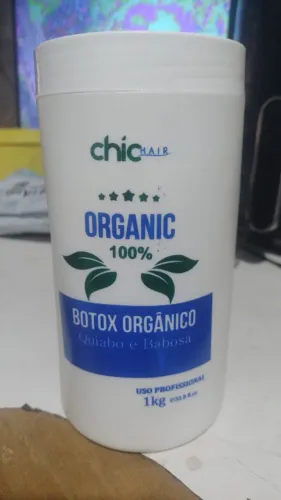 chic HAIR
ORGANIC
100%
BOTOX ORGÂNICO
Quiabo e Babosa
USO PROFISSIONAL
1kg